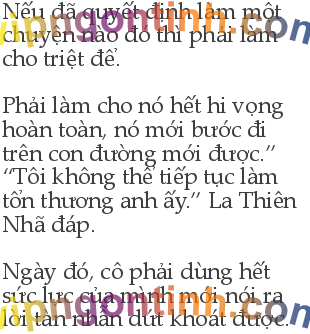 Nếu đã quyết định làm một
chuyện nào đó thì phải làm
cho triệt để.
Phải làm cho nó hết hi vọng
hoàn toàn, nó mới bước đi
trên con đường mới được.”
“Tôi không thể tiếp tục làm
tổn thương anh ấy.” La Thiên
Nhã đáp.
Ngày đó, cô phải dùng hết
sức lực của mình mới nói ra
lời tàn nhẫn dứt khoát được.
vipngontinh.com
vipngontinh.com